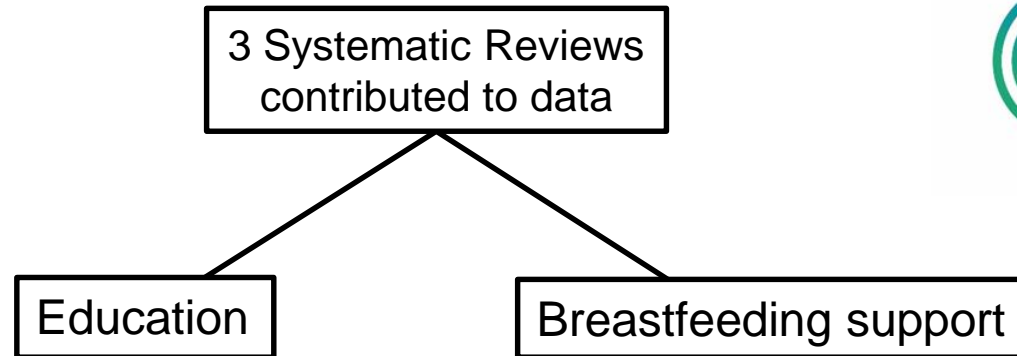 3 Systematic Reviews
contributed to data
Education
Breastfeeding support